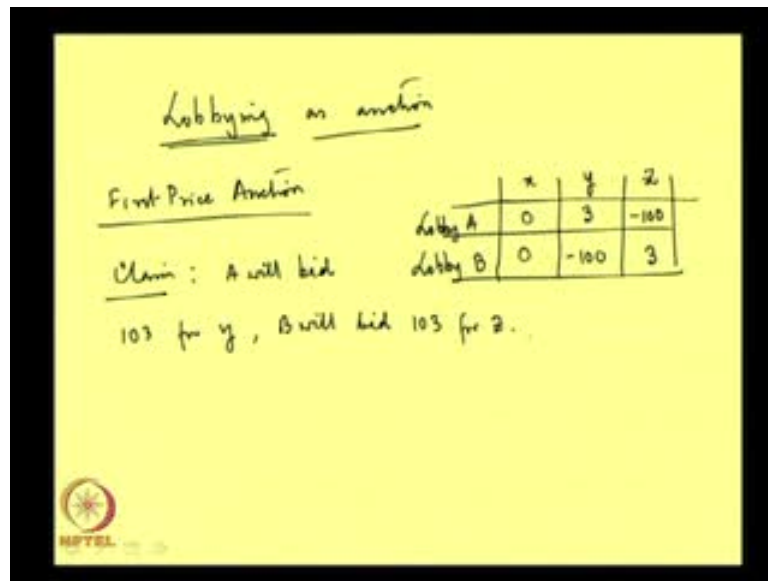 Lobbying as auction
First Price Auction
x y z
Lobby A 0 3 -100
Lobby B 0 -100 3
Claim : A will bid
103 for y, B will bid 103 for z.
NPTEL